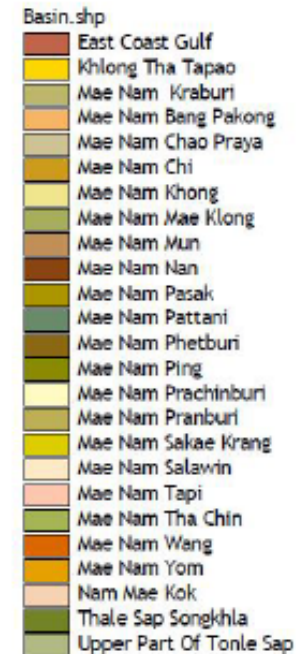 Basin.shp
East Coast Gulf
Khlong Tha Tapao
Mae Nam Kraburi
Mae Nam Bang Pakong
Mae Nam Chao Praya
Mae Nam Chi
Mae Nam Khong
Mae Nam Mae Klong
Mae Nam Mun
Mae Nam Nan
Mae Nam Pasak
Mae Nam Pattani
Mae Nam Phetburi
Mae Nam Ping
Mae Nam Prachinburi
Mae Nam Pranburi
Mae Nam Sakae Krang
Mae Nam Salawin
Mae Nam Tapi
Mae Nam Tha Chin
Mae Nam Wang
Mae Nam Yom
Nam Mae Kok
Thale Sap Songkhla
Upper Part Of Tonle Sap